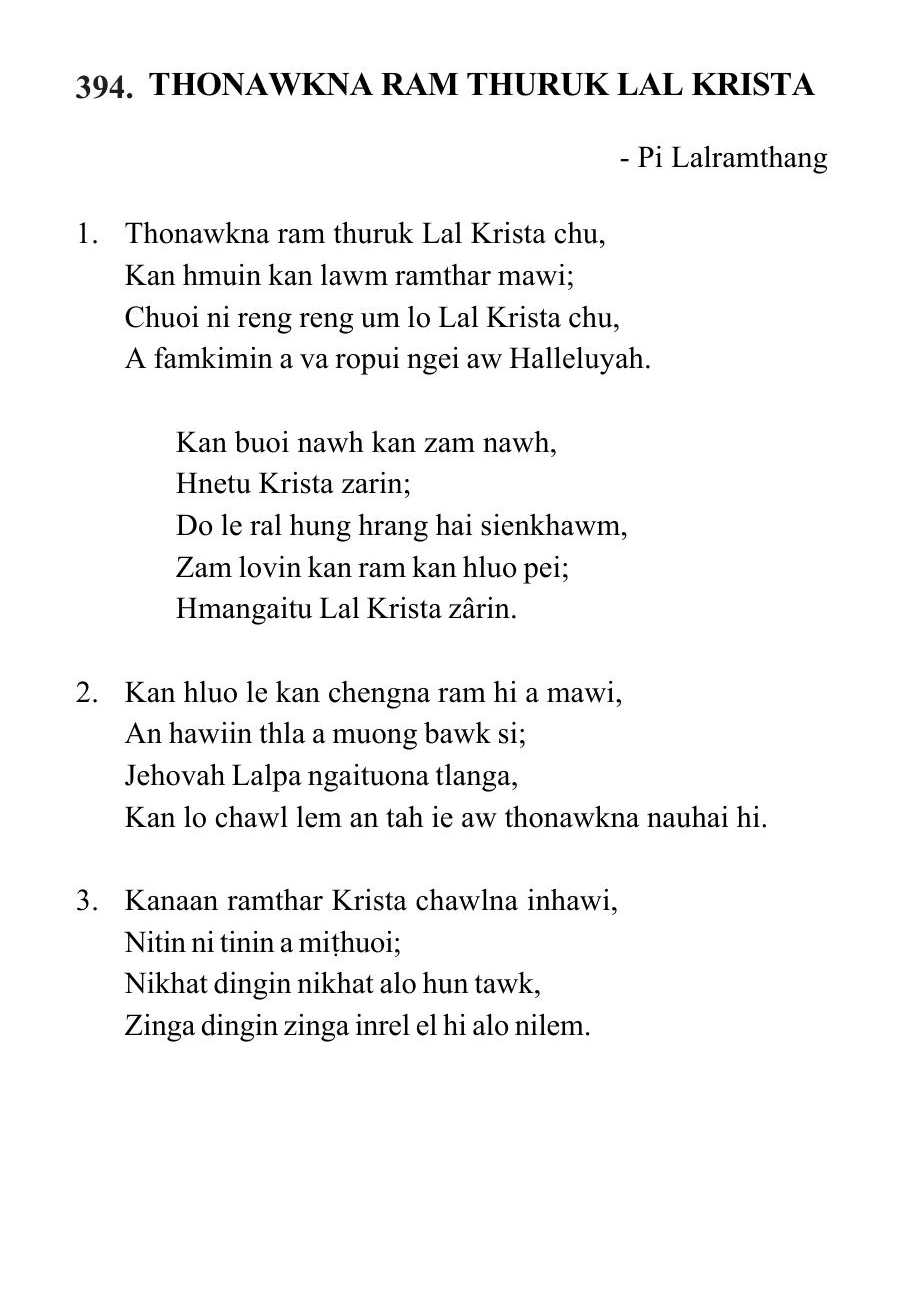 394. THONAWKNA RAM THURUK LAL KRISTA
- Pi Lalramthang
1. Thonawkna ram thuruk Lal Krista chu,
Kan hmuin kan lawm ramthar mawi;
Chuoi ni reng reng um lo Lal Krista chu,
A famkimin a va ropui ngei aw Halleluyah.
Kan buoi nawh kan zam nawh,
Hnetu Krista zarin;
Do le ral hung hrang hai sienkhawm,
Zam lovin kan ram kan hluo pei;
Hmangaitu Lal Krista zârin.
2. Kan hluo le kan chengna ram hi a mawi,
An hawiin thla a muong bawk si;
Jehovah Lalpa ngaituona tlanga,
Kan lo chawl lem an tah ie aw thonawkna nauhai hi.
3. Kanaan ramthar Krista chawlna inhawi,
Nitin ni tinin a miṭhuoi;
Nikhat dingin nikhat alo hun tawk,
Zinga dingin zinga inrel el hi alo nilem.